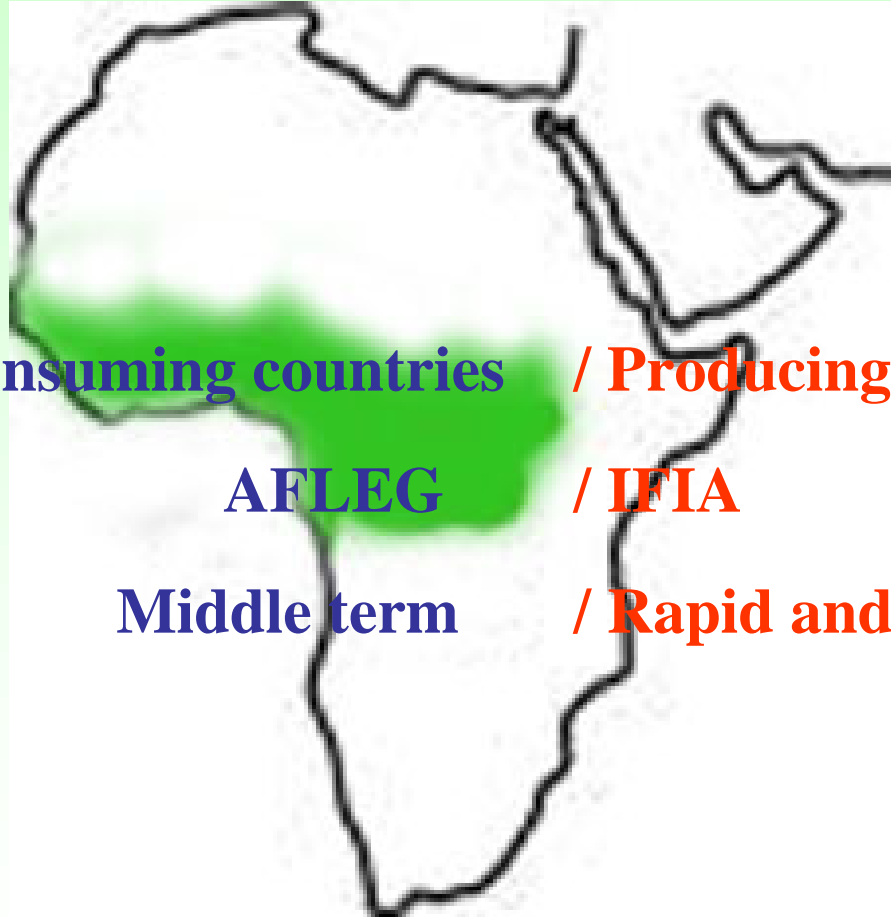 nsuming countries / Producing
AFLEG / IFIA
Middle term / Rapid and